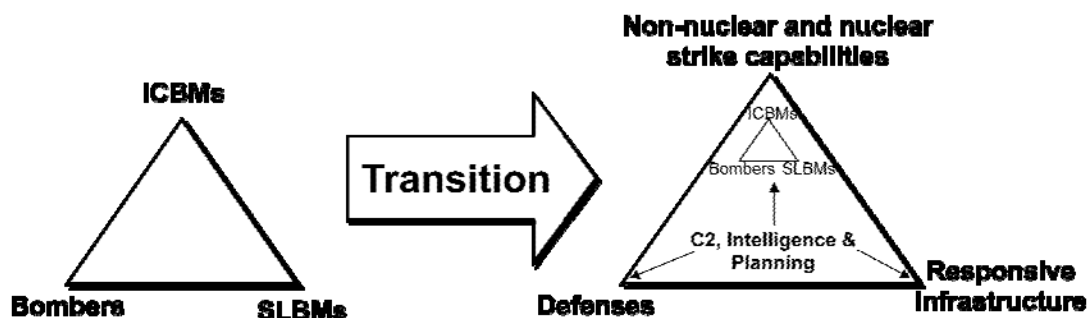 ICBMs
Bombers
SLBMs
Transition
Non-nuclear and nuclear
strike capabilities
ICBMs
Bombers SLBMs
C2, Intelligence &
Planning
Defenses
Responsive
Infrastructure